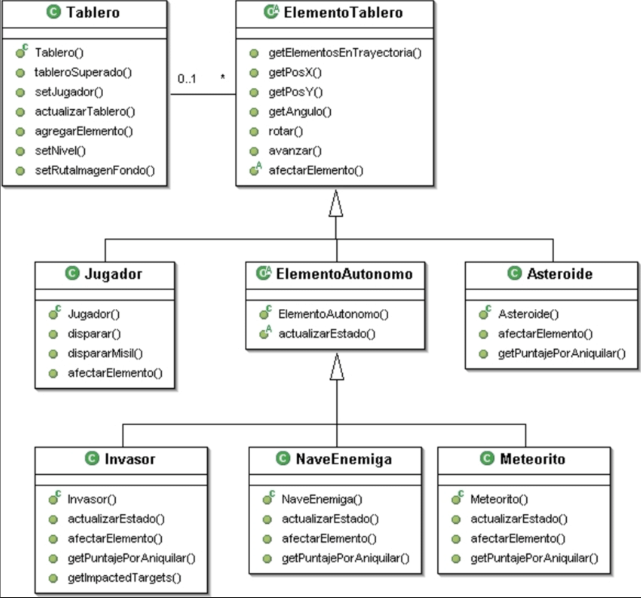 C Tablero
C Tablero()
tableroSuperado()
setJugador()
actualizarTablero()
agregarElemento()
setNivel()
setRutaImagenFondo()
0..1 *
C A ElementoTablero
getElementosEnTrayectoria()
getPosX()
getPosY()
getAngulo()
rotar()
avanzar()
A afectarElemento()
C Jugador
C Jugador()
disparar()
dispararMisil()
afectarElemento()
C A ElementoAutonomo
C ElementoAutonomo()
A actualizarEstado()
C Asteroide
C Asteroide()
afectarElemento()
getPuntajePorAniquilar()
C Invasor
C Invasor()
actualizarEstado()
afectarElemento()
getPuntajePorAniquilar()
getImpactedTargets()
C NaveEnemiga
C NaveEnemiga()
actualizarEstado()
afectarElemento()
getPuntajePorAniquilar()
C Meteorito
C Meteorito()
actualizarEstado()
afectarElemento()
getPuntajePorAniquilar()